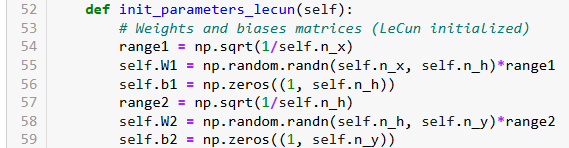 52 def init_parameters_lecun(self):
53 # Weights and biases matrices (LeCun initialized)
54 range1 = np.sqrt(1/self.n_x)
55 self.W1 = np.random.randn(self.n_x, self.n_h)*range1
56 self.b1 = np.zeros((1, self.n_h))
57 range2 = np.sqrt(1/self.n_h)
58 self.W2 = np.random.randn(self.n_h, self.n_y)*range2
59 self.b2 = np.zeros((1, self.n_y))